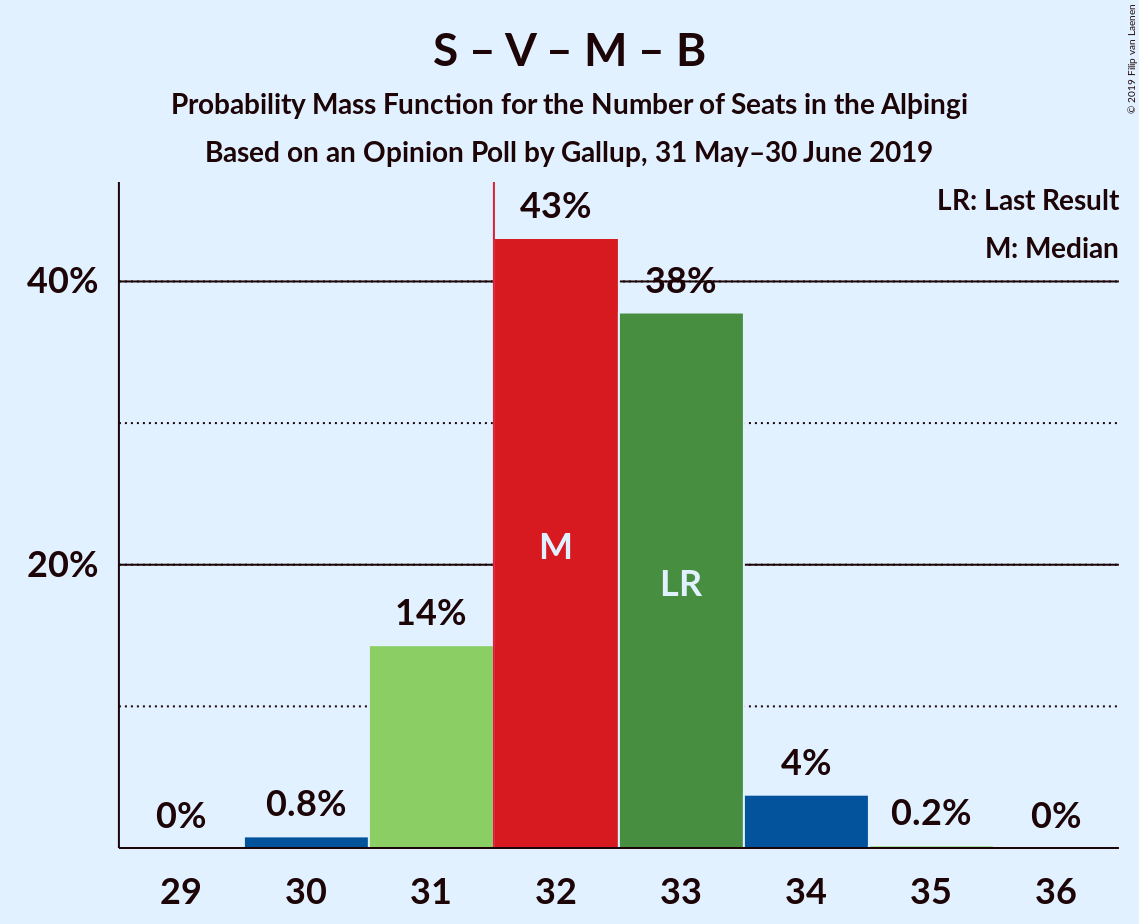 S – V – M – B
Probability Mass Function for the Number of Seats in the Alþingi
Based on an Opinion Poll by Gallup, 31 May–30 June 2019
© 2019 Filip van Laenen
LR: Last Result
M: Median
43%
40%
38%
M
20%
LR
14%
4%
0%
0.8%
0.2%
0%
29 30 31 32 33 34 35 36